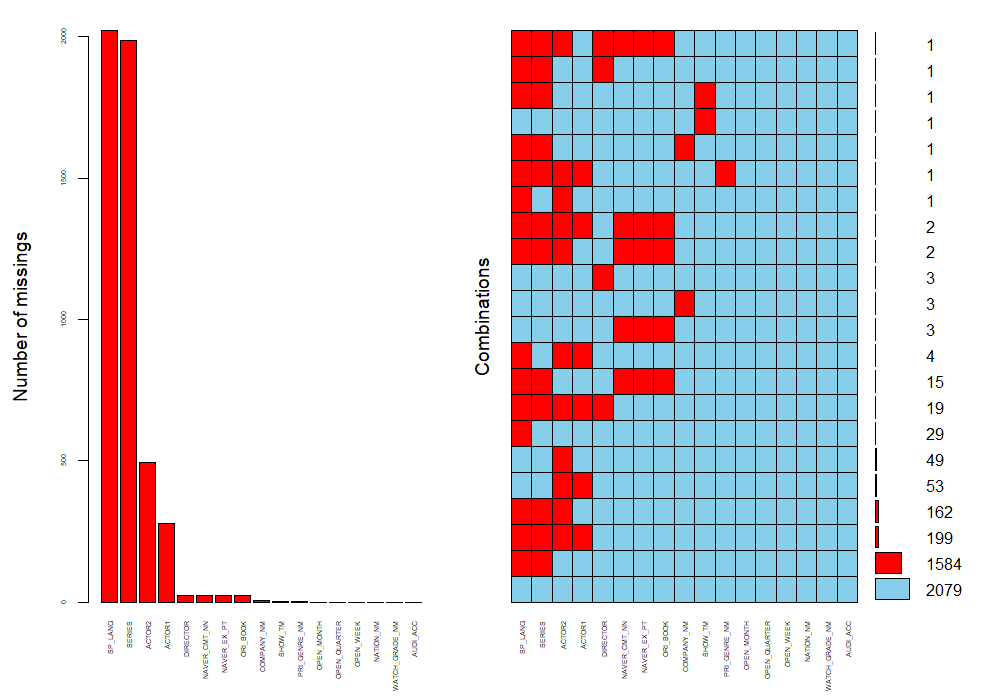 Number of missings
0
500
1000
1500
2000
SP_LANG
SERIES
ACTOR2
ACTOR1
DIRECTOR
NAVER_CMT_NN
NAVER_EX_PT
ORI_BOOK
COMPANY_NM
SHOW_TM
PRI_GENRE_NM
OPEN_MONTH
OPEN_QUARTER
OPEN_WEEK
NATION_NM
WATCH_GRADE_NM
AUDI_ACC
Combinations
SP_LANG
SERIES
ACTOR2
ACTOR1
DIRECTOR
NAVER_CMT_NN
NAVER_EX_PT
ORI_BOOK
COMPANY_NM
SHOW_TM
PRI_GENRE_NM
OPEN_MONTH
OPEN_QUARTER
OPEN_WEEK
NATION_NM
WATCH_GRADE_NM
AUDI_ACC
1
1
1
1
1
1
1
2
2
3
3
3
4
15
19
29
49
53
162
199
1584
2079